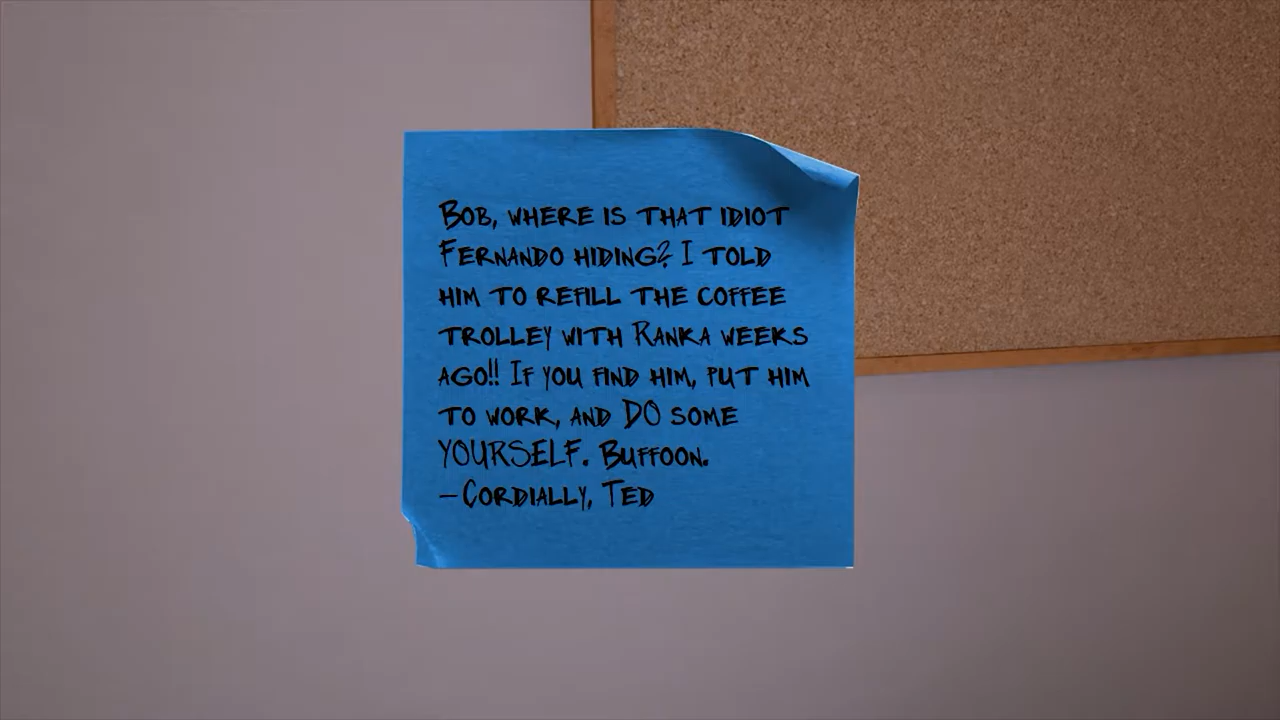 Bob, where is that idiot
Fernando hiding? I told
him to refill the coffee
trolley with Ranka weeks
ago!! If you find him, put him
to work, and DO some
YOURSELF. Buffoon.
—Cordially, Ted